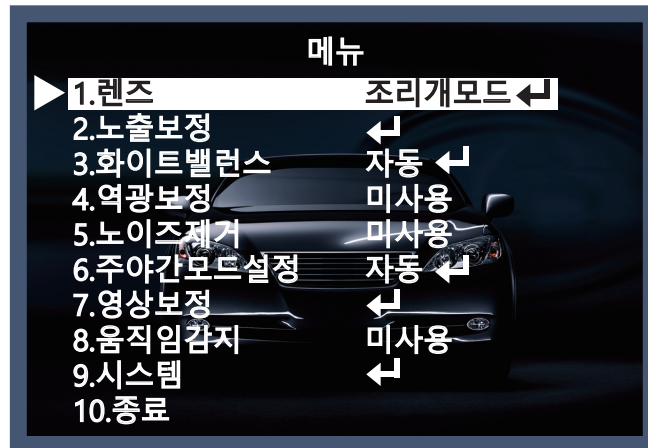 메뉴
1.렌즈 조리개모드↲
2.노출보정 ↲
3.화이트밸런스 자동 ↲
4.역광보정 미사용
5.노이즈제거 미사용
6.주야간모드설정 자동 ↲
7.영상보정 ↲
8.움직임감지 미사용
9.시스템 ↲
10.종료